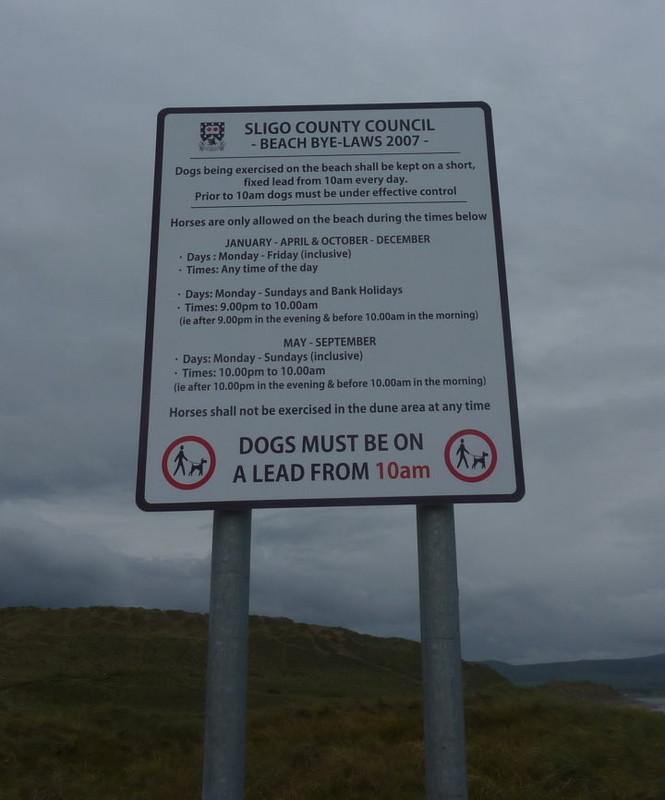 SLIGO COUNTY COUNCIL
- BEACH BYE-LAWS 2007 -
Dogs being exercised on the beach shall be kept on a short,
fixed lead from 10am every day.
Prior to 10am dogs must be under effective control
Horses are only allowed on the beach during the times below
JANUARY - APRIL & OCTOBER - DECEMBER
· Days : Monday - Friday (inclusive)
· Times: Any time of the day
· Days: Monday - Sundays and Bank Holidays
· Times: 9.00pm to 10.00am
(ie after 9.00pm in the evening & before 10.00am in the morning)
MAY - SEPTEMBER
· Days: Monday - Sundays (inclusive)
· Times: 10.00pm to 10.00am
(ie after 10.00pm in the evening & before 10.00am in the morning)
Horses shall not be exercised in the dune area at any time
DOGS MUST BE ON
A LEAD FROM 10am